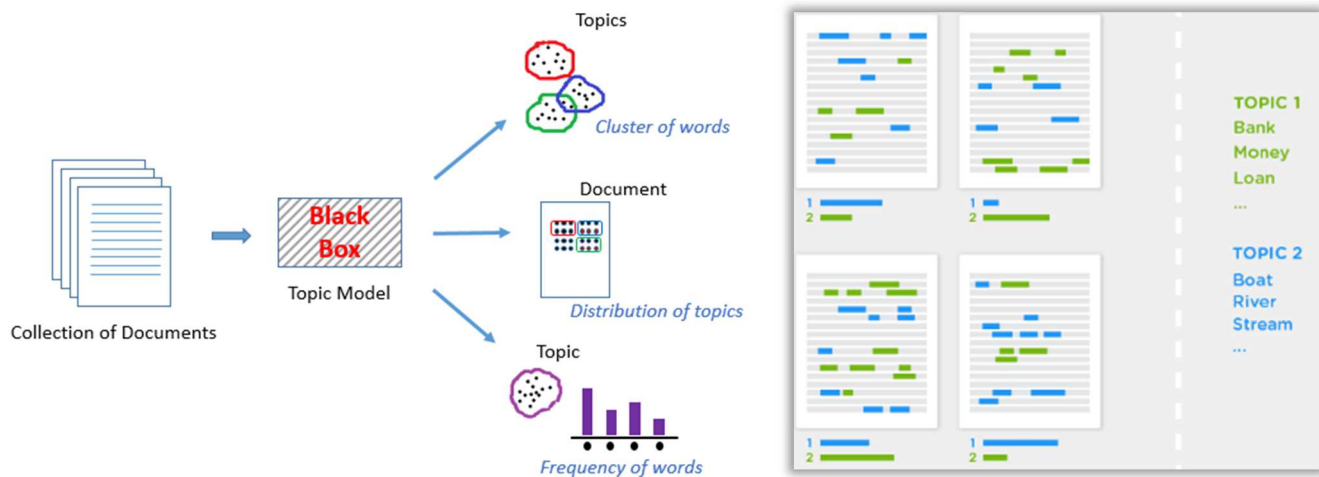 Topics
Cluster of words
Collection of Documents
Black
Box
Topic Model
Document
Distribution of topics
Topic
Frequency of words
1
2
1
2
1
2
1
2
TOPIC 1
Bank
Money
Loan
...
TOPIC 2
Boat
River
Stream
...